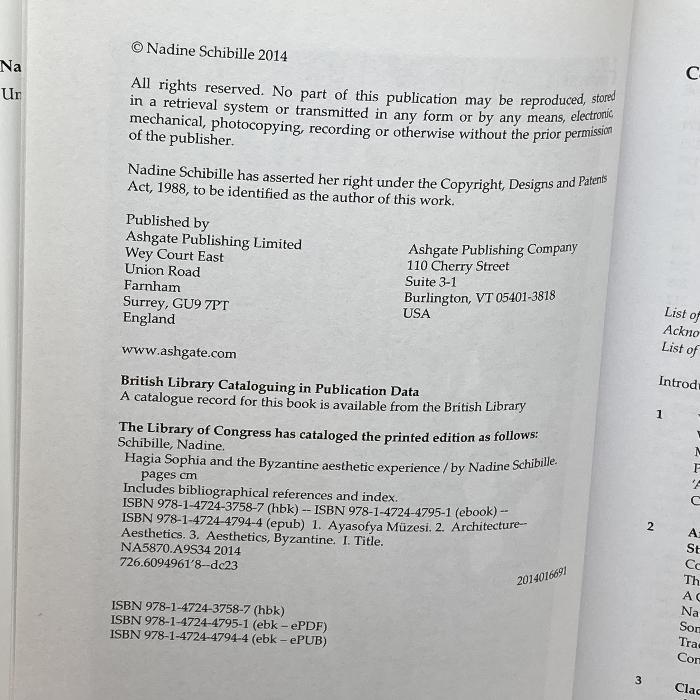 Na
Un
© Nadine Schibille 2014
All rights reserved. No part of this publication may be reproduced, stored
in a retrieval system or transmitted in any form or by any means, electronic,
mechanical, photocopying, recording or otherwise without the prior permission
of the publisher.
Nadine Schibille has asserted her right under the Copyright, Designs and Patents
Act, 1988, to be identified as the author of this work.
Published by
Ashgate Publishing Limited
Wey Court East
Union Road
Farnham
Surrey, GU9 7PT
England
Ashgate Publishing Company
110 Cherry Street
Suite 3-1
Burlington, VT 05401-3818
USA
www.ashgate.com
British Library Cataloguing in Publication Data
A catalogue record for this book is available from the British Library
The Library of Congress has cataloged the printed edition as follows:
Schibille, Nadine.
Hagia Sophia and the Byzantine aesthetic experience / by Nadine Schibille.
pages cm
Includes bibliographical references and index.
ISBN 978-1-4724-3758-7 (hbk) -- ISBN 978-1-4724-4795-1 (ebook) --
ISBN 978-1-4724-4794-4 (epub) 1. Ayasofya Müzesi. 2. Architecture--
Aesthetics. 3. Aesthetics, Byzantine. I. Title.
NA5870.A9S34 2014
726.6094961'8--dc23
2014016691
ISBN 978-1-4724-3758-7 (hbk)
ISBN 978-1-4724-4795-1 (ebk – ePDF)
ISBN 978-1-4724-4794-4 (ebk – ePUB)
C
List of
Ackno
List of
Introdu
1
2
St
Co
Th
A C
Na
Som
Trad
Con
3 Clad